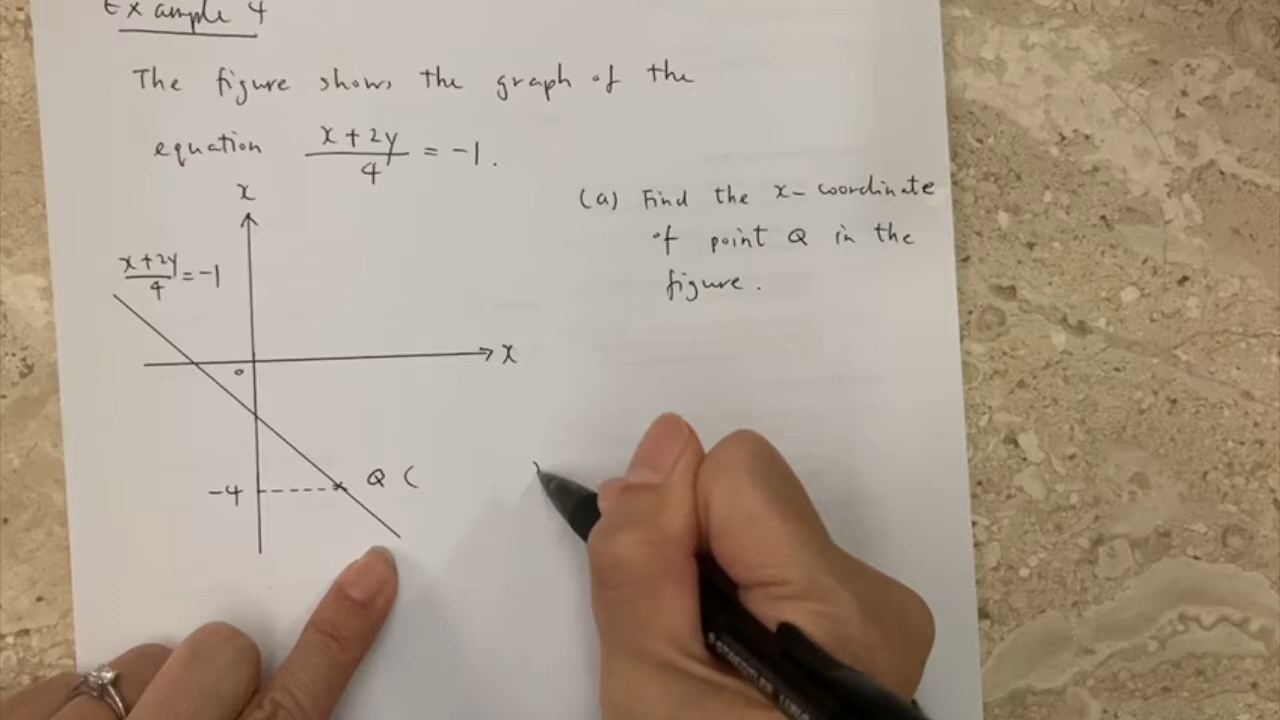 Example 4
The figure shows the graph of the
equation x+2y/4 = -1.
(a) Find the x-coordinate
of point Q in the
figure.
x
x+2y/4 = -1
x
o
-4
Q ( )